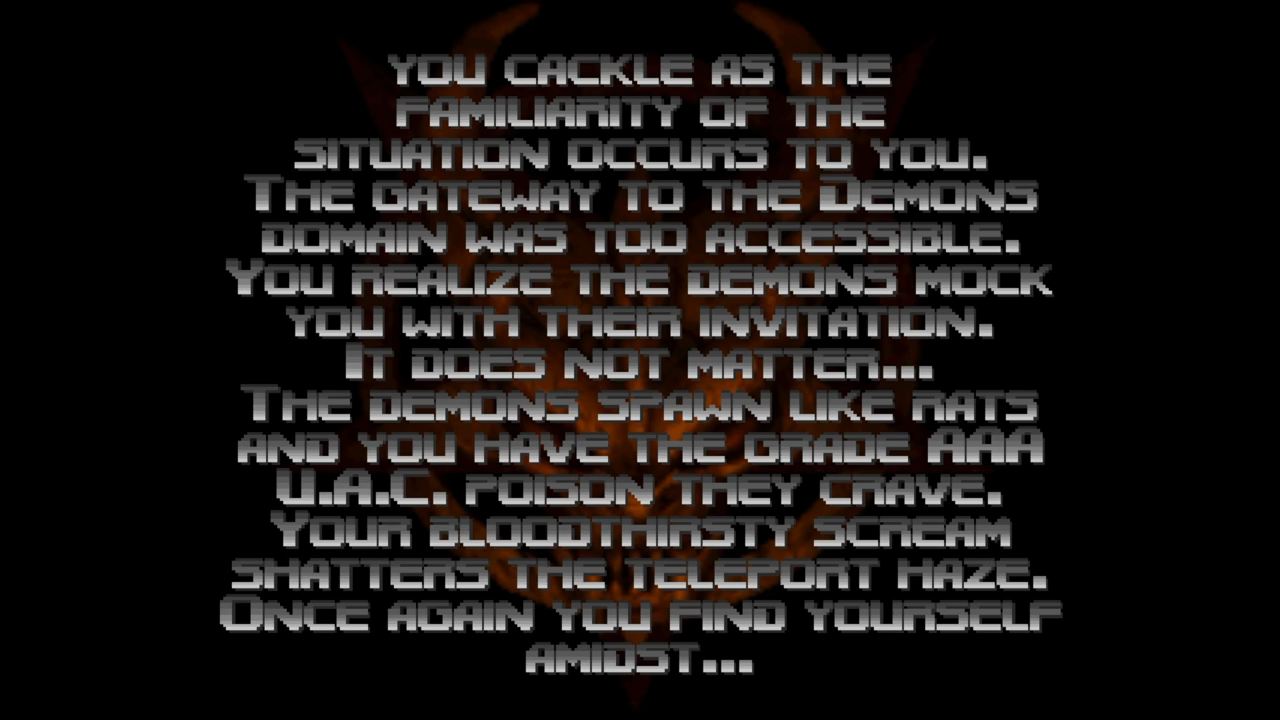 you cackle as the
familiarity of the
situation occurs to you.
The gateway to the Demons
domain was too accessible.
You realize the demons mock
you with their invitation.
It does not matter...
The demons spawn like rats
and you have the grade AAA
U.A.C. poison they crave.
Your bloodthirsty scream
shatters the teleport haze.
Once again you find yourself
amidst...